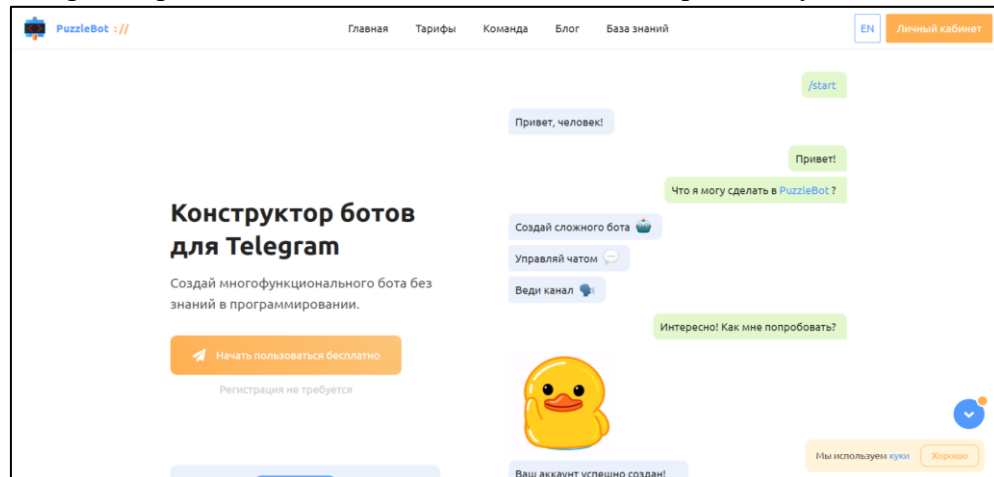 PuzzleBot ://
Главная Тарифы Команда Блог База знаний
EN Личный кабинет
/start
Привет, человек!
Привет!
Что я могу сделать в PuzzleBot ?
Конструктор ботов
для Telegram
Создай сложного бота
Управляй чатом
Создай многофункционального бота без
знаний в программировании.
Веди канал
Интересно! Как мне попробовать?
Начать пользоваться бесплатно
Регистрация не требуется
Мы используем куки Хорошо
Ваш аккаунт успешно создан!